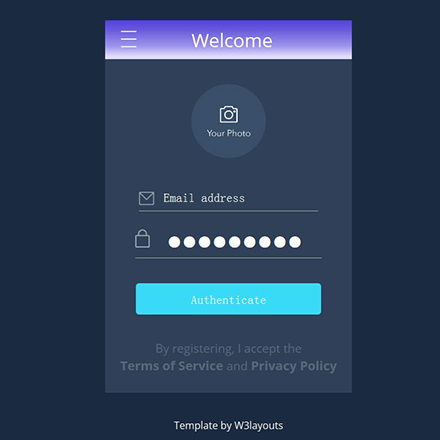 Welcome
Your Photo
Email address
Authenticate
By registering, I accept the
Terms of Service and Privacy Policy
Template by W3layouts